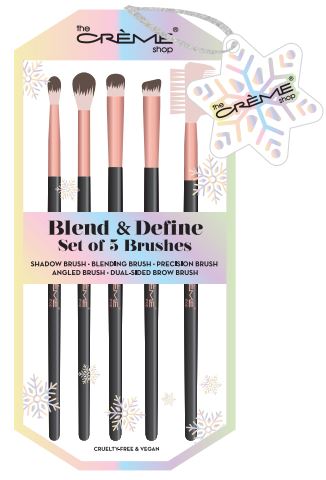 the
CRÈME®
shop
the
CRÈME®
shop
Blend & Define
Set of 5 Brushes
SHADOW BRUSH • BLENDING BRUSH • PRECISION BRUSH
ANGLED BRUSH • DUAL-SIDED BROW BRUSH
CRUELTY-FREE & VEGAN